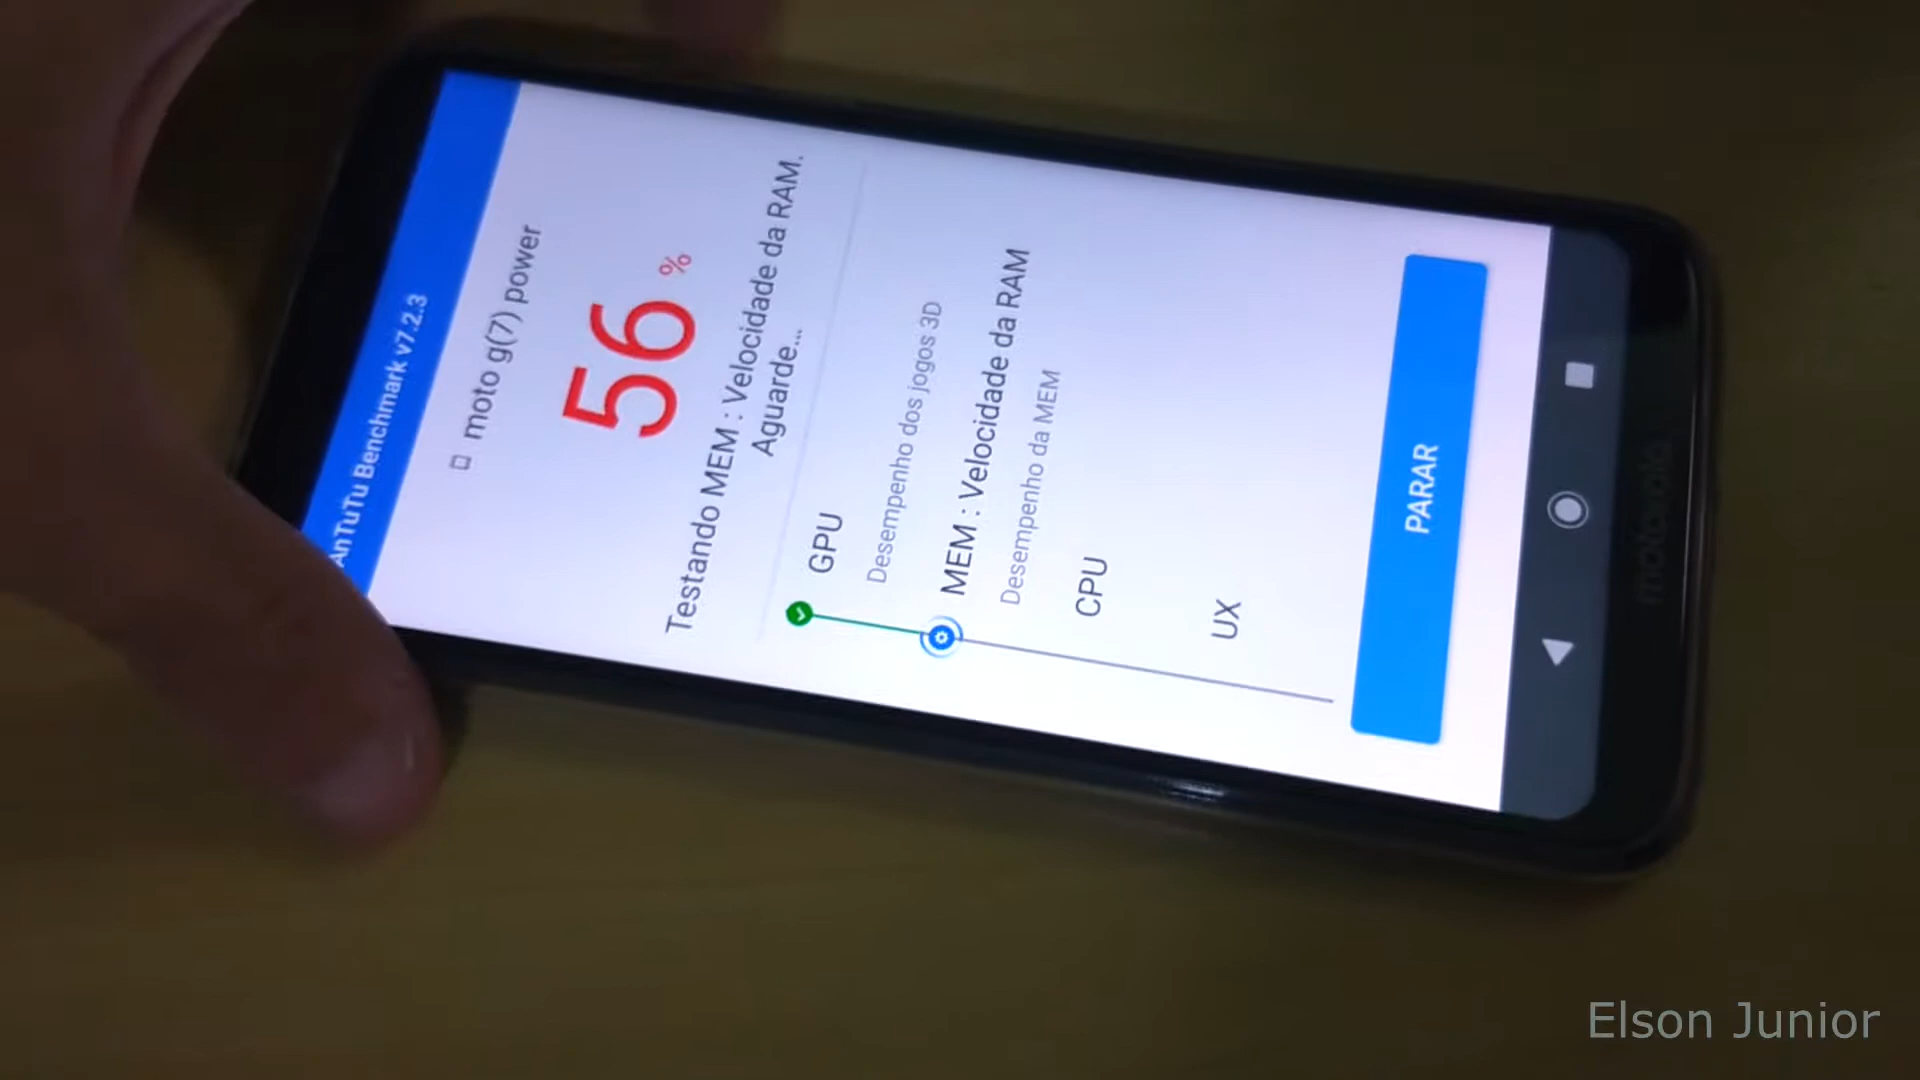 AnTuTu Benchmark v7.2.3
moto g(7) power
56 %
Testando MEM : Velocidade da RAM.
Aguarde...
GPU
Desempenho dos jogos 3D
MEM : Velocidade da RAM
Desempenho da MEM
CPU
UX
PARAR
motorola
Elson Junior